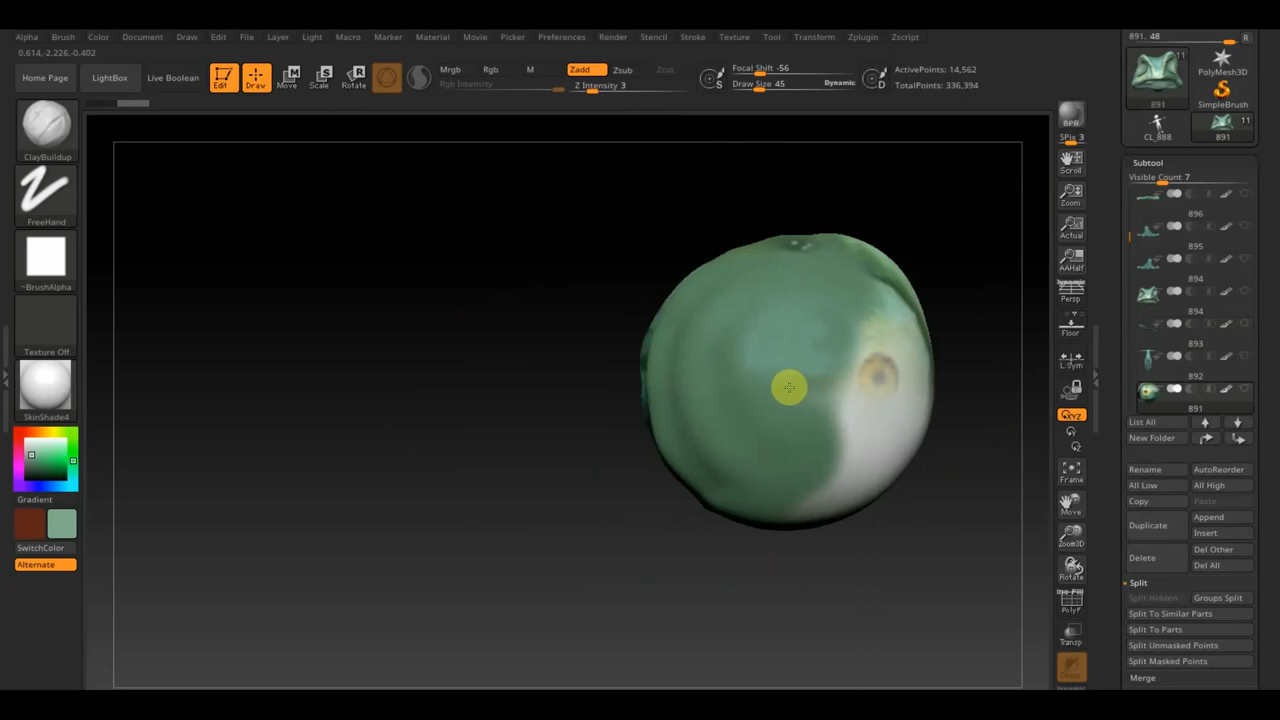 Alpha Brush Color Document Draw Edit File Layer Light Macro Marker Material Movie Picker Preferences Render Stencil Stroke Texture Tool Transform Zplugin Zscript
0.614,-2.226,-0.402
Home Page LightBox Live Boolean Edit Draw Move Scale Rotate
Mrgb Rgb M Zadd Zsub Zcut
Rgb Intensity Z Intensity 3
Focal Shift -56
Draw Size 45 Dynamic
ActivePoints: 14,562
TotalPoints: 336,394
ClayBuildup
FreeHand
~BrushAlpha
Texture Off
SkinShade4
Gradient
SwitchColor
Alternate
BPR
SPix 3
Scroll
Zoom
Actual
AAHalf
Dynamic
Persp
Floor
L.Sym
XYZ
Frame
Move
Zoom3D
Rotate
PolyF
Transp
Dynamic
891. 48 R
11
891
PolyMesh3D
SimpleBrush
CL_888
11
891
Subtool
Visible Count 7
896
895
894
894
893
892
891
List All
New Folder
Rename AutoReorder
All Low All High
Copy Paste
Duplicate Append
Insert
Delete Del Other
Del All
Split
Split Hidden Groups Split
Split To Similar Parts
Split To Parts
Split Unmasked Points
Split Masked Points
Merge